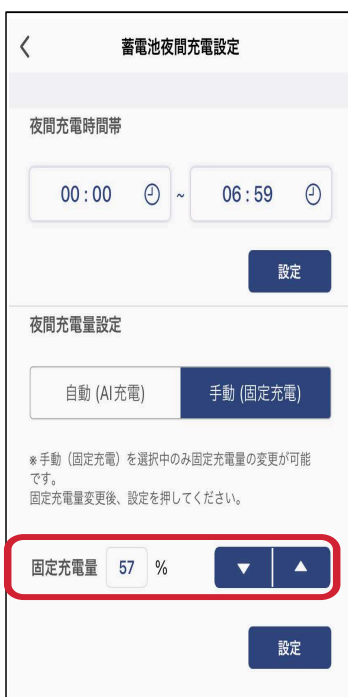 蓄電池夜間充電設定
夜間充電時間帯
00:00 ~ 06:59
設定
夜間充電量設定
自動 (AI充電) 手動 (固定充電)
※手動（固定充電）を選択中のみ固定充電量の変更が可能
です。
固定充電量変更後、設定を押してください。
固定充電量 57 % ▼ ▲
設定